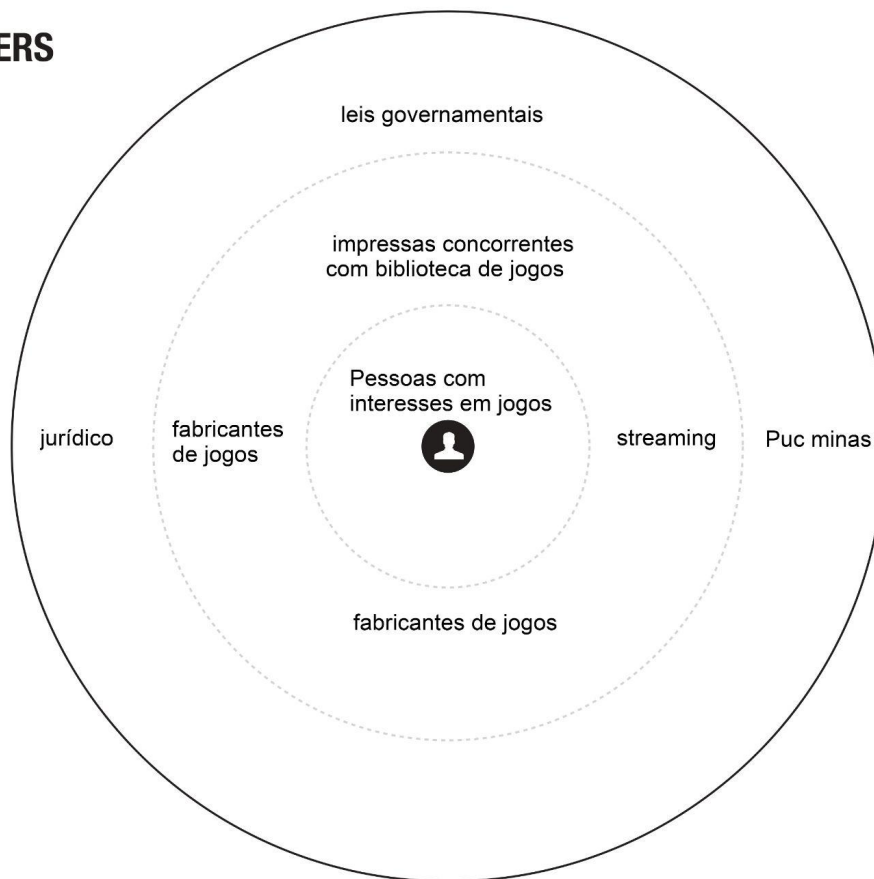 ERS
leis governamentais
impressas concorrentes
com biblioteca de jogos
Pessoas com
interesses em jogos
jurídico
fabricantes
de jogos
streaming
Puc minas
fabricantes de jogos